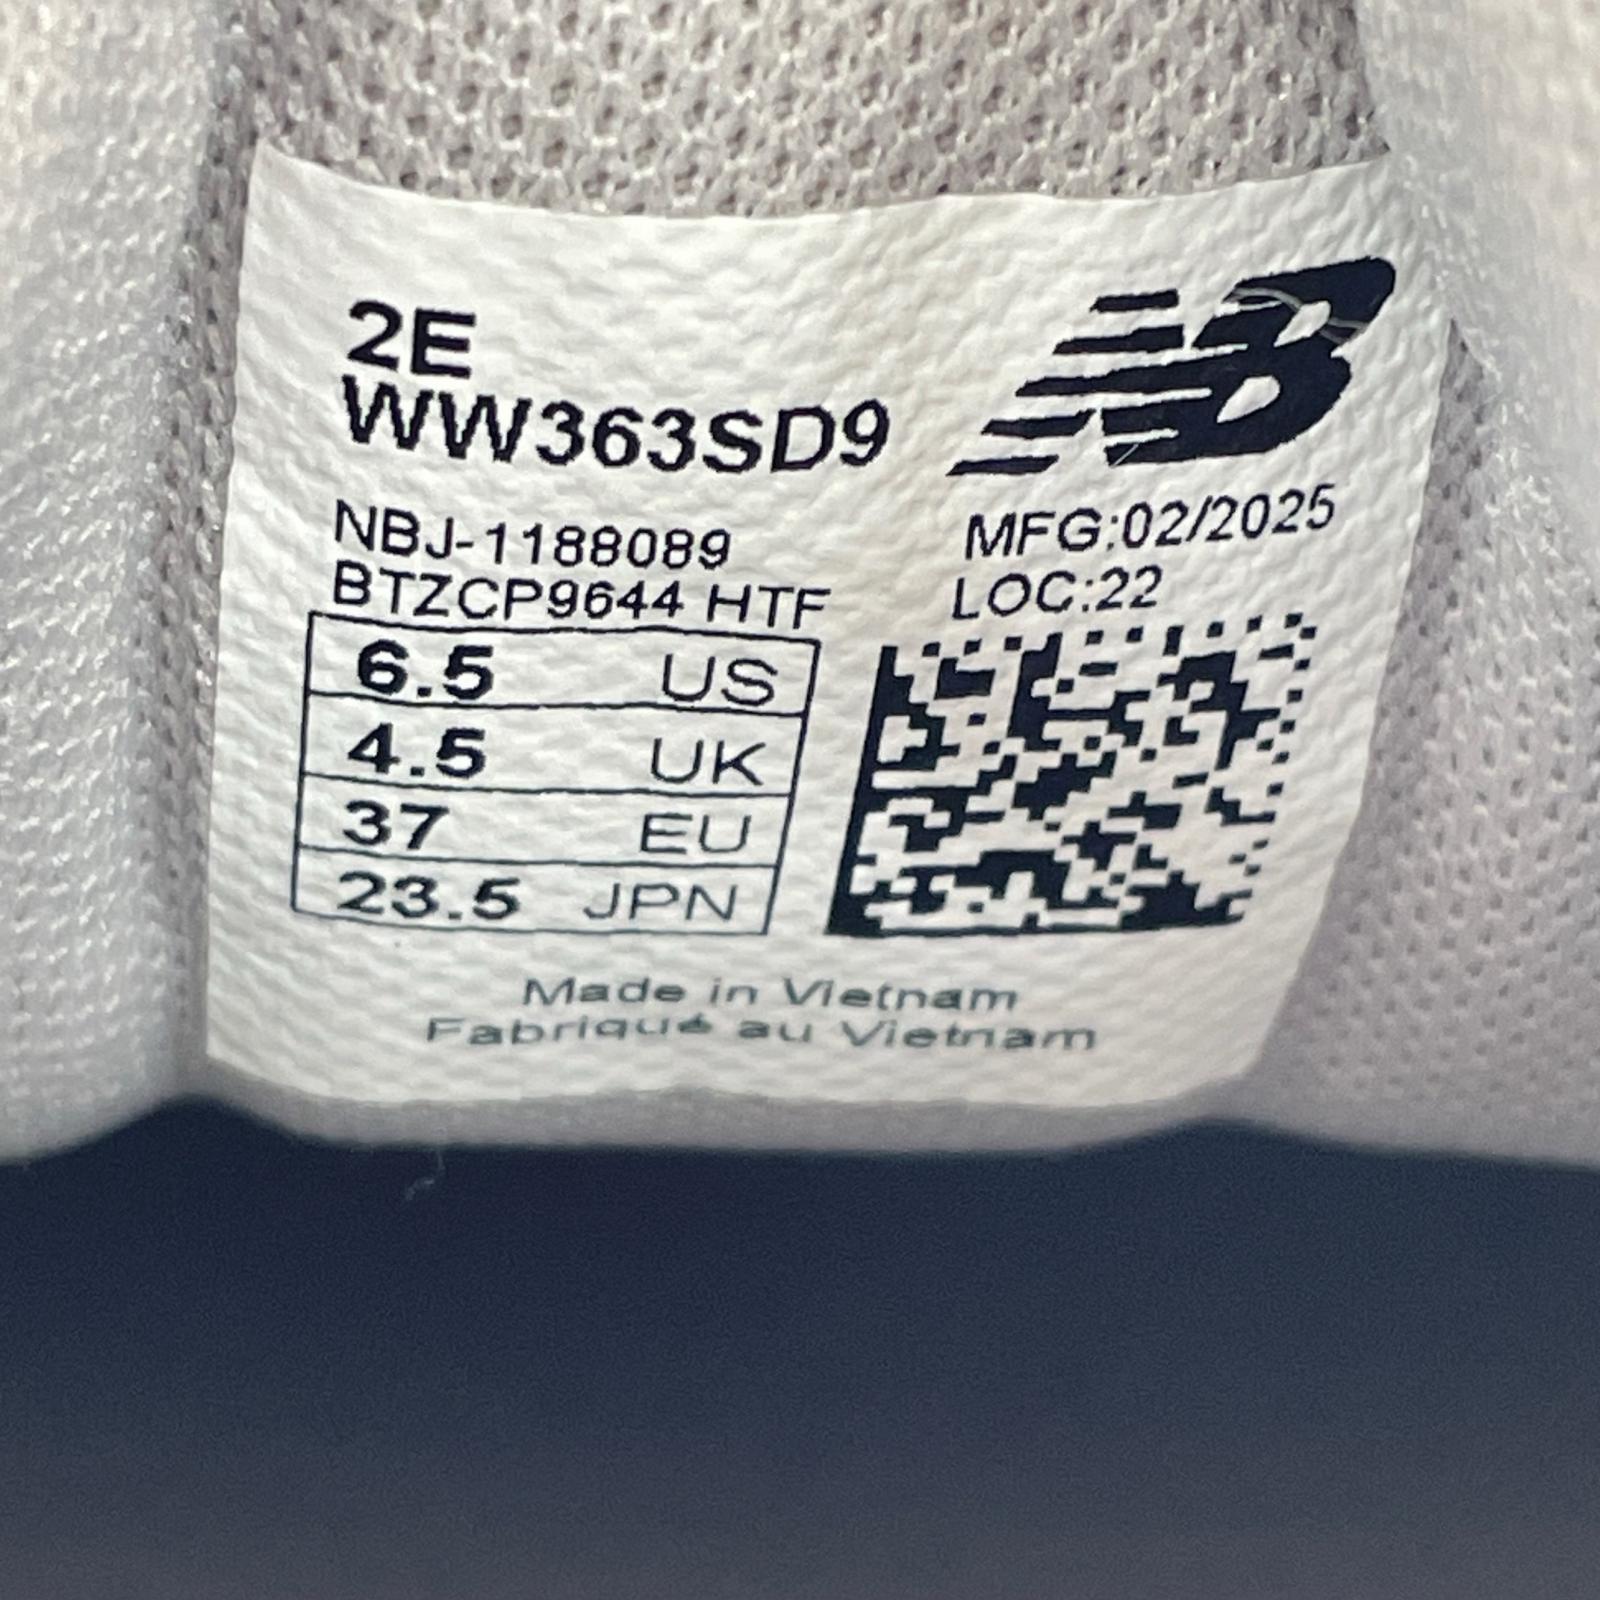 2E
WW363SD9
NB
NBJ-1188089
BTZCP9644 HTF
MFG:02/2025
LOC:22
6.5 US
4.5 UK
37 EU
23.5 JPN
Made in Vietnam
Fabriqué au Vietnam